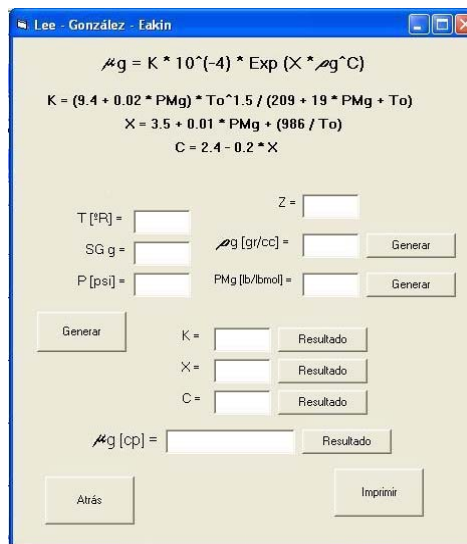 Lee - González - Eakin
μg = K * 10^(-4) * Exp (X * ρg^C)
K = (9.4 + 0.02 * PMg) * To^1.5 / (209 + 19 * PMg + To)
X = 3.5 + 0.01 * PMg + (986 / To)
C = 2.4 - 0.2 * X
Z =
T [ºR] =
SG g =
ρg [gr/cc] =
Generar
P [psi] =
PMg [lb/lbmol] =
Generar
Generar
K =
Resultado
X =
Resultado
C =
Resultado
μg [cp] =
Resultado
Atrás
Imprimir